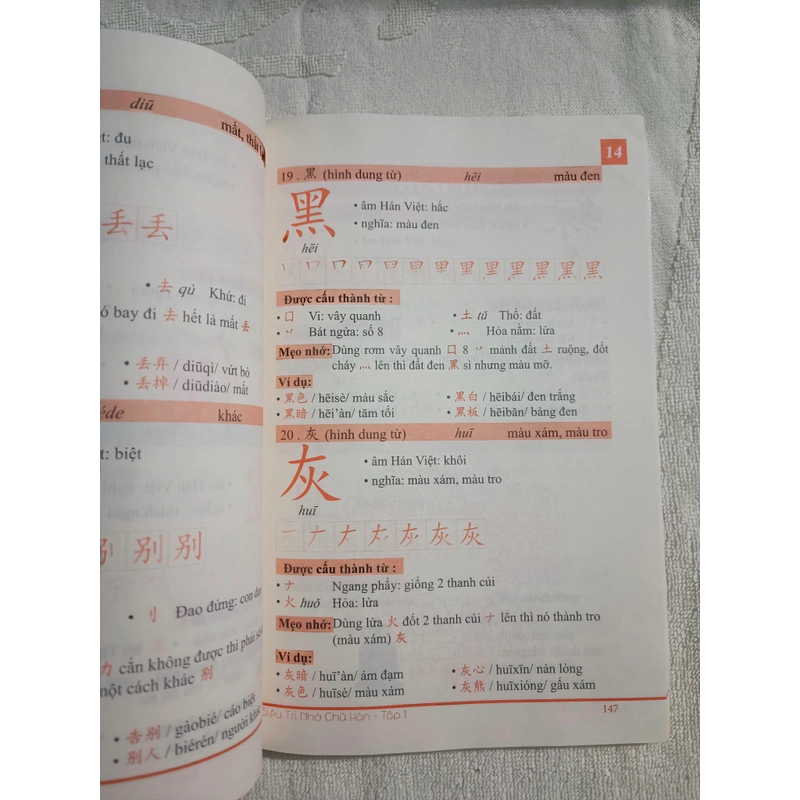 diū
mất, thất
đu
thất lạc
丢 丢
• 去 qù Khứ: đi
bay đi 去 hết là mất 丢
• 丢弃 / diūqì/ vứt bỏ
• 丢掉 / diūdiào/ mất
khác
biệt
别 别
• 刂 Đao đứng: con
cẳn không được thì phải
một cách khác 别
• 告别/ gàobié/ cáo biệt
• 别人/ biérén/ người
14
19 . 黑 (hình dung từ) hēi màu đen
黑
hēi
• âm Hán Việt: hắc
• nghĩa: màu đen
Được cấu thành từ :
• 口 Vi: vây quanh
• 土 tǔ Thổ: đất
• 丷 Bát ngửa: số 8
• 灬 Hỏa nằm: lửa
Mẹo nhớ: Dùng rơm vây quanh 口 8 丷 mảnh đất 土 ruộng, đốt
cháy 灬 lên thì đất đen 黑 sì nhưng màu mỡ.
Ví dụ:
• 黑色 / hēisè/ màu sắc
• 黑白 / hēibái/ đen trắng
• 黑暗 / hēi'àn/ tăm tối
• 黑板 / hēibǎn/ bảng đen
20 . 灰 (hình dung từ) huī màu xám, màu tro
灰
huī
• âm Hán Việt: khôi
• nghĩa: màu xám, màu tro
Được cấu thành từ :
• 𠂇 Ngang phẩy: giống 2 thanh củi
• 火 huǒ Hỏa: lửa
Mẹo nhớ: Dùng lửa 火 đốt 2 thanh củi 𠂇 lên thì nó thành tro
(màu xám) 灰
Ví dụ:
• 灰暗 / huī'àn/ ảm đạm
• 灰心 / huīxīn/ nản lòng
• 灰色 / huīsè/ màu xám
• 灰熊 / huīxióng/ gấu xám
Siêu Trí Nhớ Chữ Hán - Tập 1
147